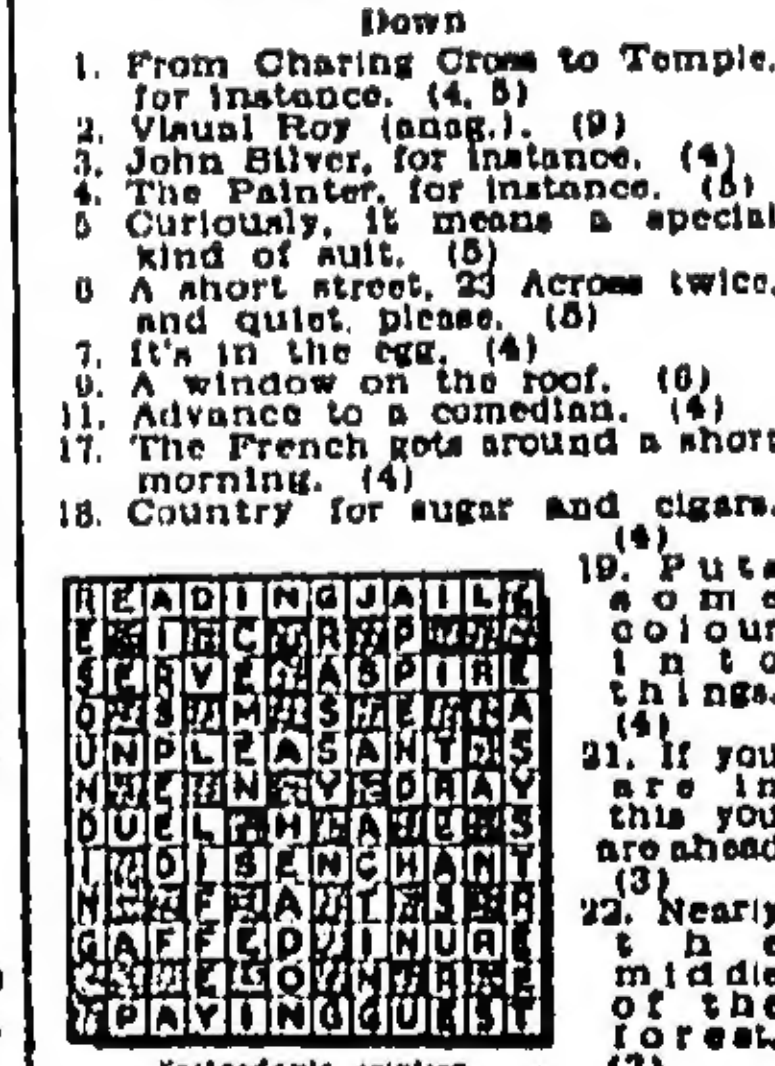 Down
1. From Charing Cross to Temple, for instance. (4, 5)
2. Visual Roy (anag.). (9)
3. John Silver, for instance. (4)
4. The Painter, for instance. (5)
5 Curiously, it means a special
kind of suit. (5)
6 A short street, 23 Across twice,
and quiet, please. (5)
7. It's in the egg. (4)
9. A window on the roof. (6)
11. Advance to a comedian. (4)
17. The French gets around a short
morning. (4)
18. Country for sugar and cigars.
(4)
19. Puts
some
colour
into
things.
(4)
21. If you
are in
this you
are ahead
(3)
22. Nearly
the
middle
of the
forest.
(3)
READINGJAIL
E I C R P
SERVE ASPIRE
O S M S E A
UNPLEASANT S
N E N Y DRAY
D U E L H A S
I DISENCHANT
N F A T S R
GAFFED INURE
E O N R E
PAYINGGUEST